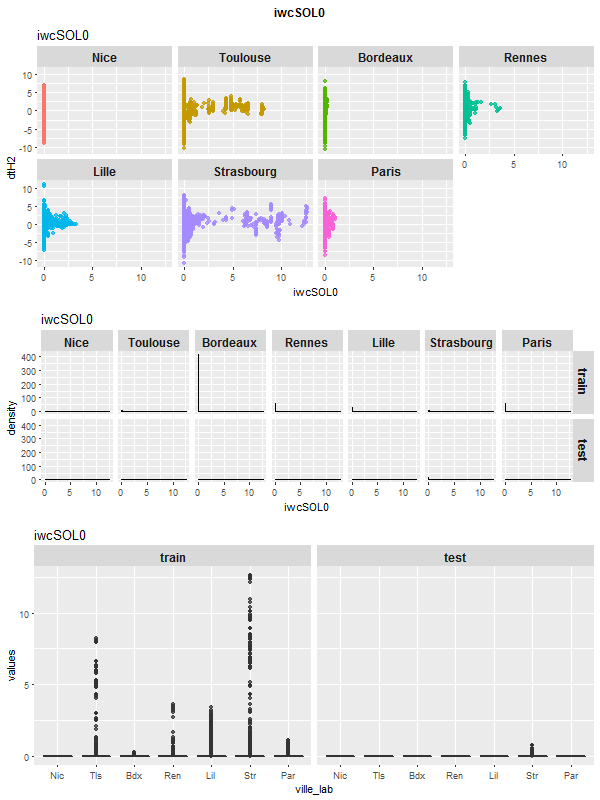 iwcSOL0
iwcSOL0
Nice Toulouse Bordeaux Rennes
10
5
0
-5
-10
0 5 10
Lille Strasbourg Paris
10
5
0
-5
-10
0 5 10 0 5 10 0 5 10
dtH2
iwcSOL0
iwcSOL0
Nice Toulouse Bordeaux Rennes Lille Strasbourg Paris
400
300
200
100
0
train
400
300
200
100
0
test
0 5 10 0 5 10 0 5 10 0 5 10 0 5 10 0 5 10 0 5 10
density
iwcSOL0
iwcSOL0
train test
10
5
0
values
Nic Tls Bdx Ren Lil Str Par Nic Tls Bdx Ren Lil Str Par
ville_lab